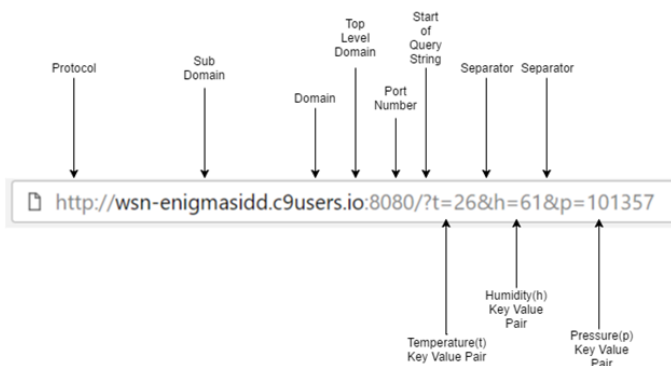 Protocol
Sub
Domain
Domain
Top
Level
Domain
Port
Number
Start
of
Query
String
Separator
Separator
http://wsn-enigmasidd.c9users.io:8080/?t=26&h=61&p=101357
Temperature(t)
Key Value Pair
Humidity(h)
Key Value
Pair
Pressure(p)
Key Value
Pair